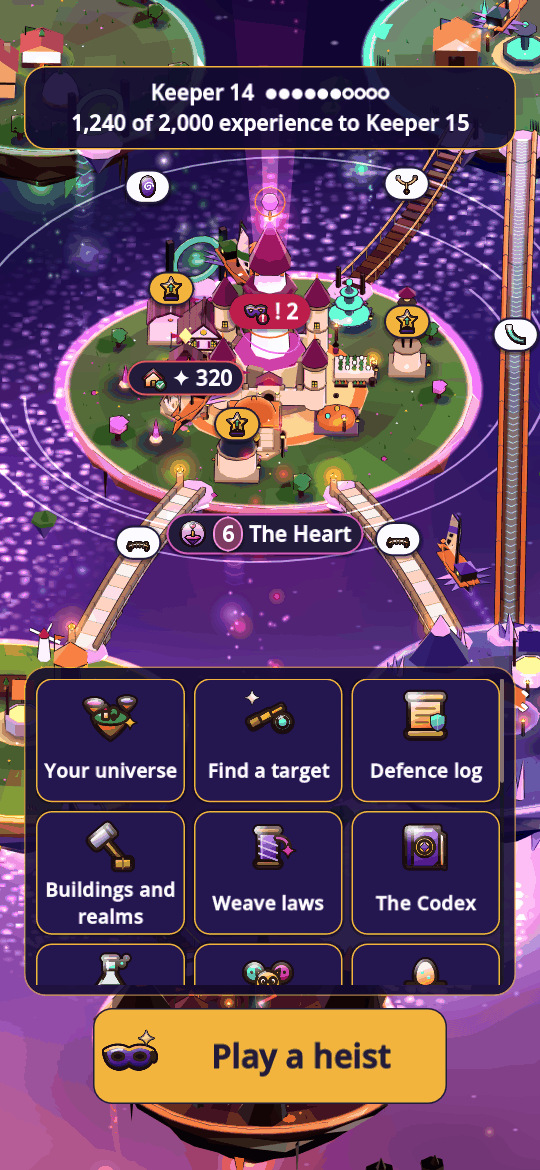 Keeper 14
1,240 of 2,000 experience to Keeper 15
! 2
320
6 The Heart
Your universe
Find a target
Defence log
Buildings and
realms
Weave laws
The Codex
Play a heist